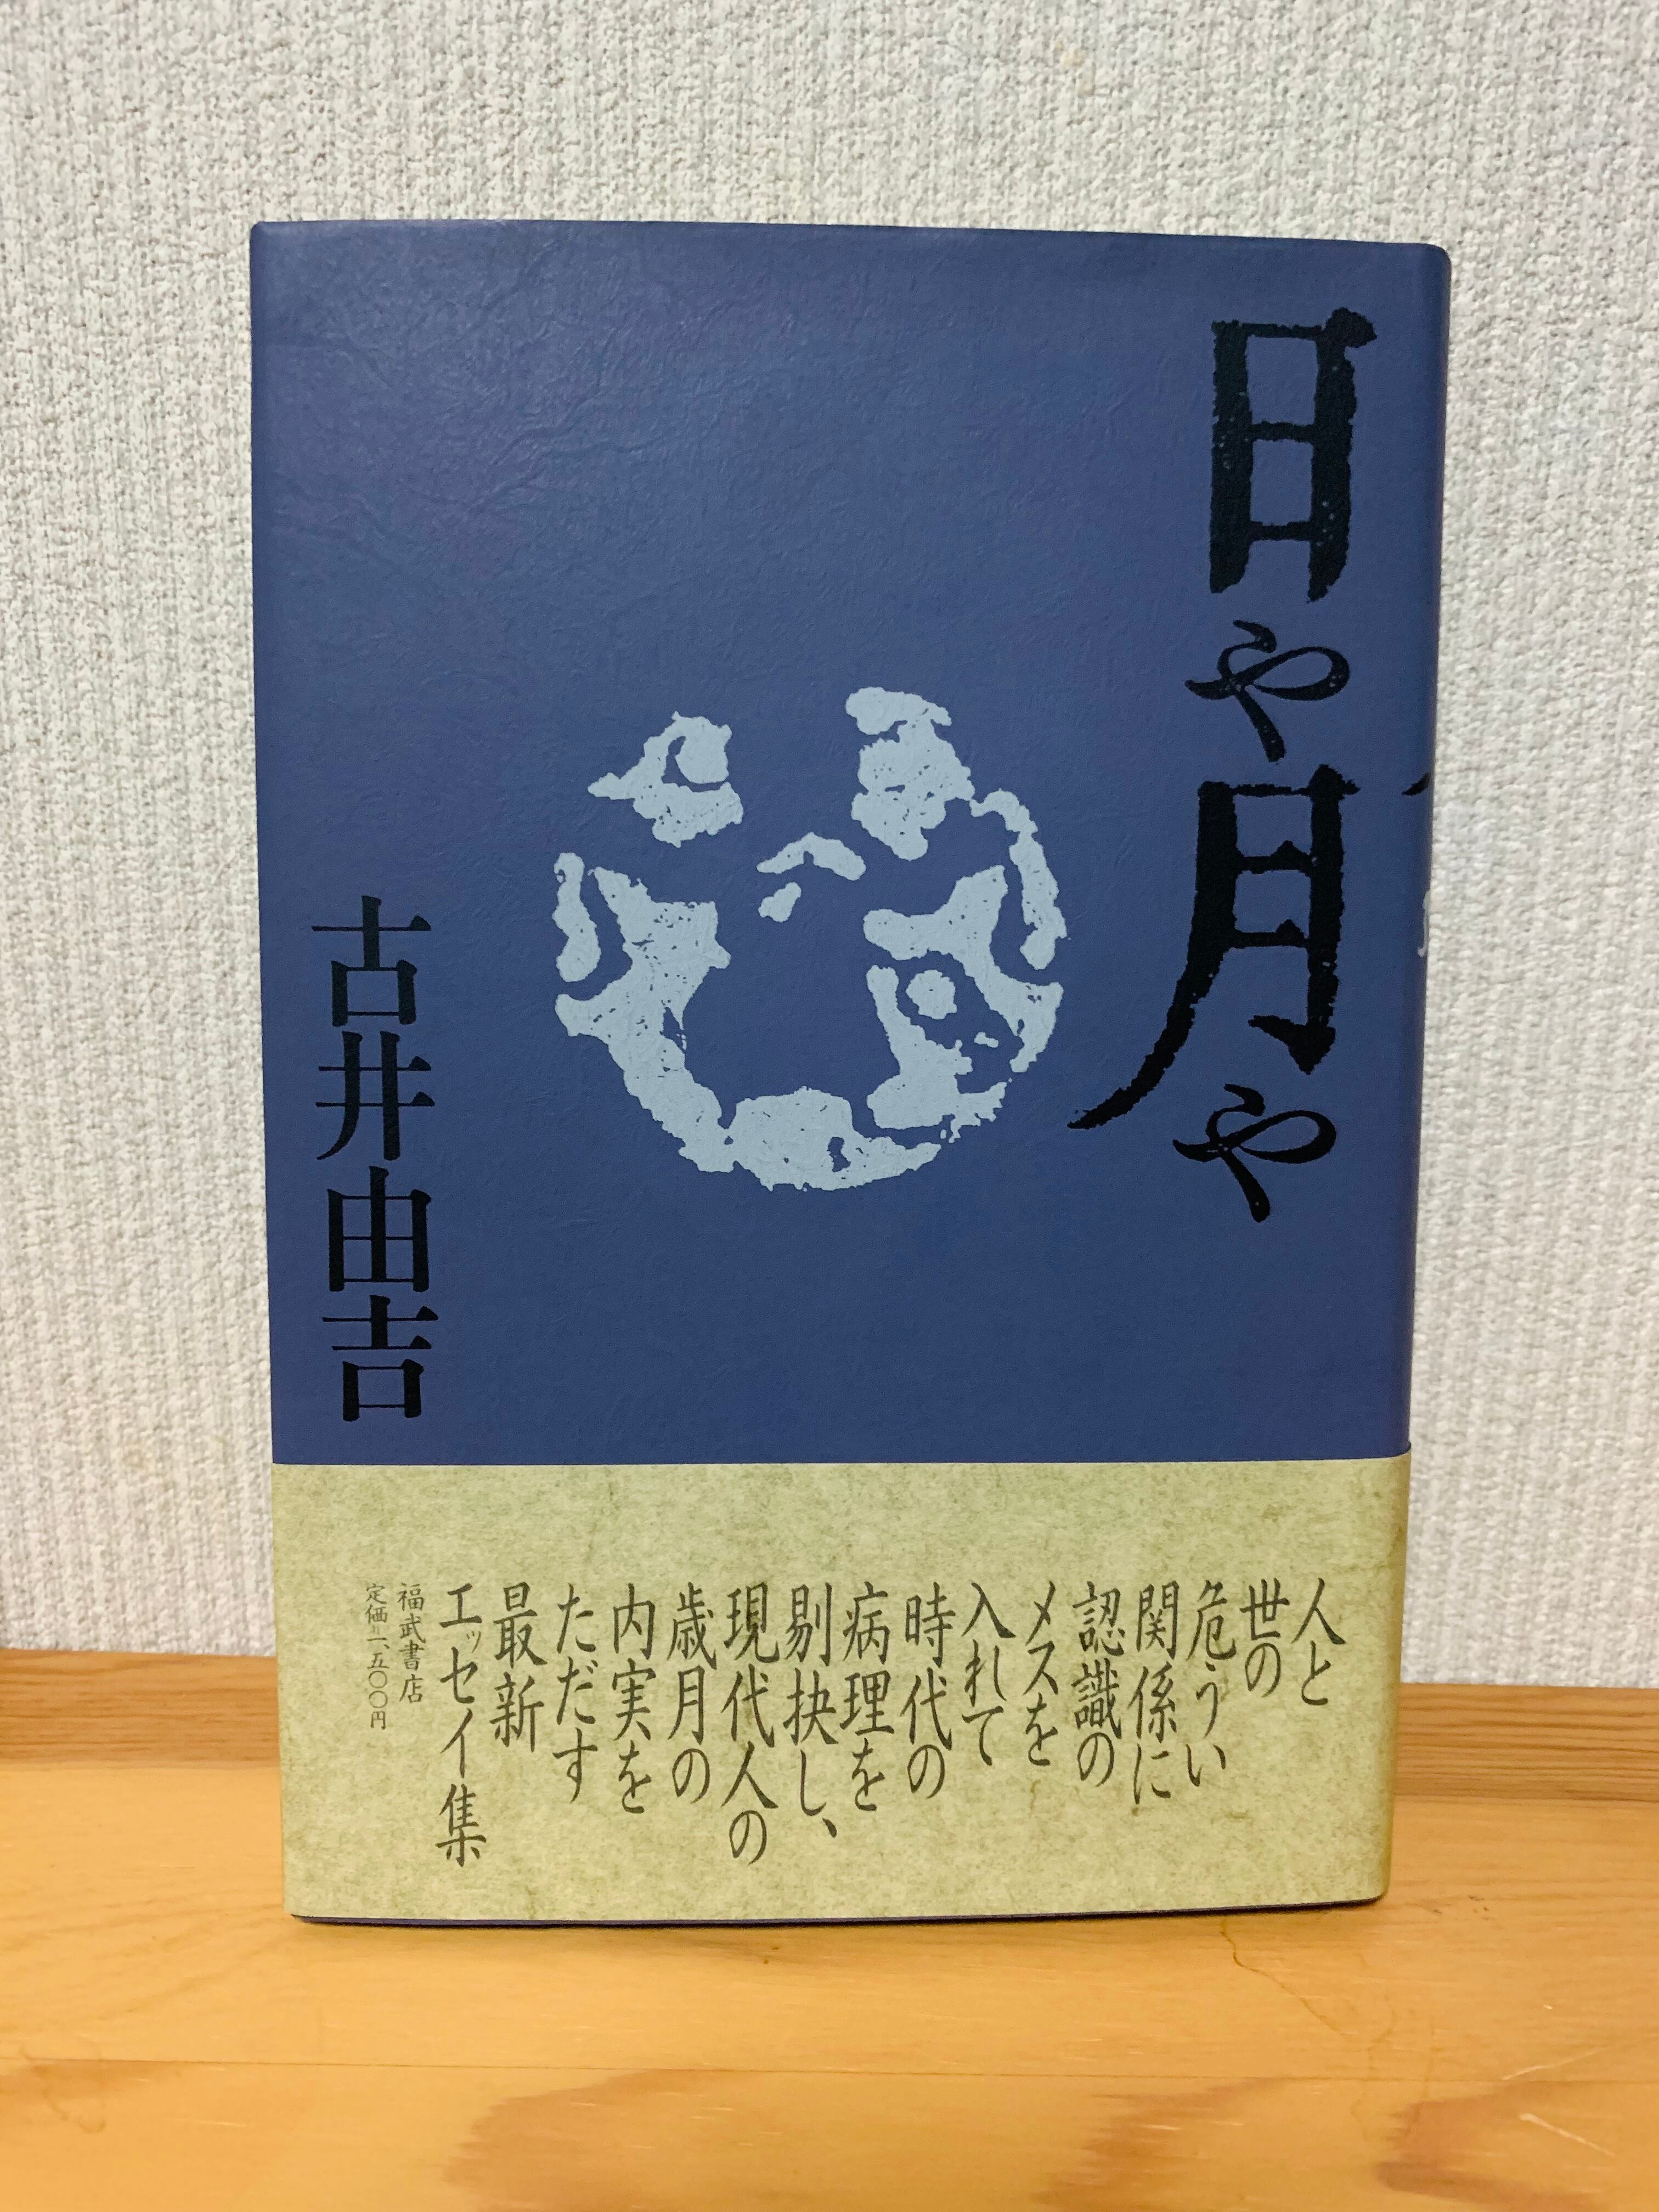 日や月や
古井由吉
人と
世の
危うい
関係に
認識の
メスを
入れて
時代の
病理を
剔抉し、
現代人の
歳月の
内実を
ただす
最新
エッセイ集
福武書店
定価=一、五〇〇円